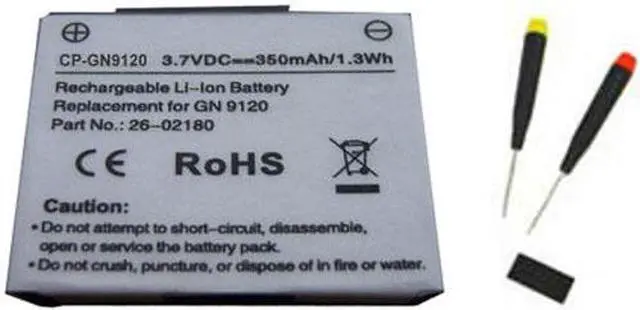 CP-GN9120 3.7VDC==350mAh/1.3Wh
Rechargeable Li-Ion Battery
Replacement for GN 9120
Part No.: 26-02180
CE RoHS
Caution:
• Do not attempt to short-circuit, disassemble,
open or service the battery pack.
• Do not crush, puncture, or dispose of in fire or water.